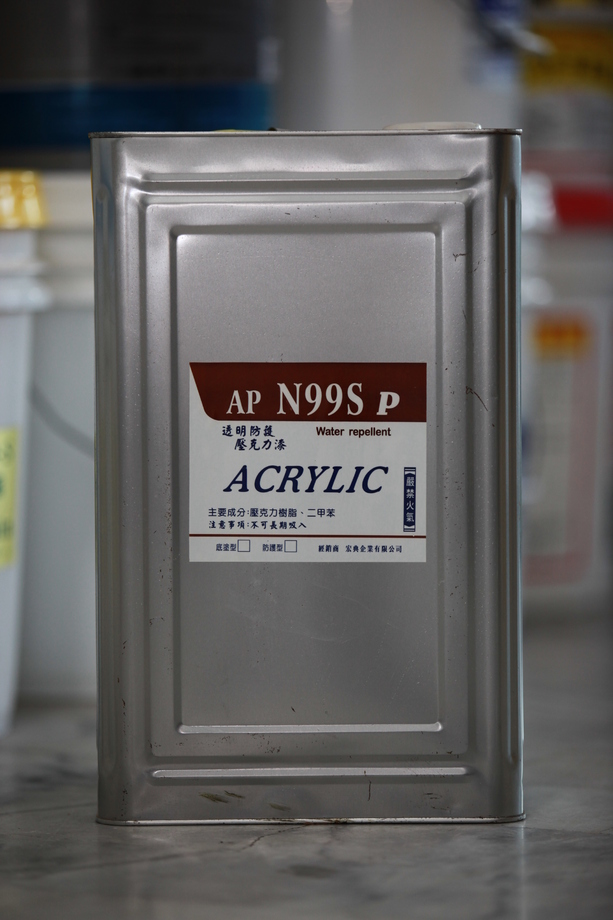 AP N99S P
透明防護
壓克力漆
Water repellent
ACRYLIC
嚴禁火氣
主要成分:壓克力樹脂、二甲苯
注意事項:不可長期吸入
底塗型 防護型
經銷商 宏典企業有限公司